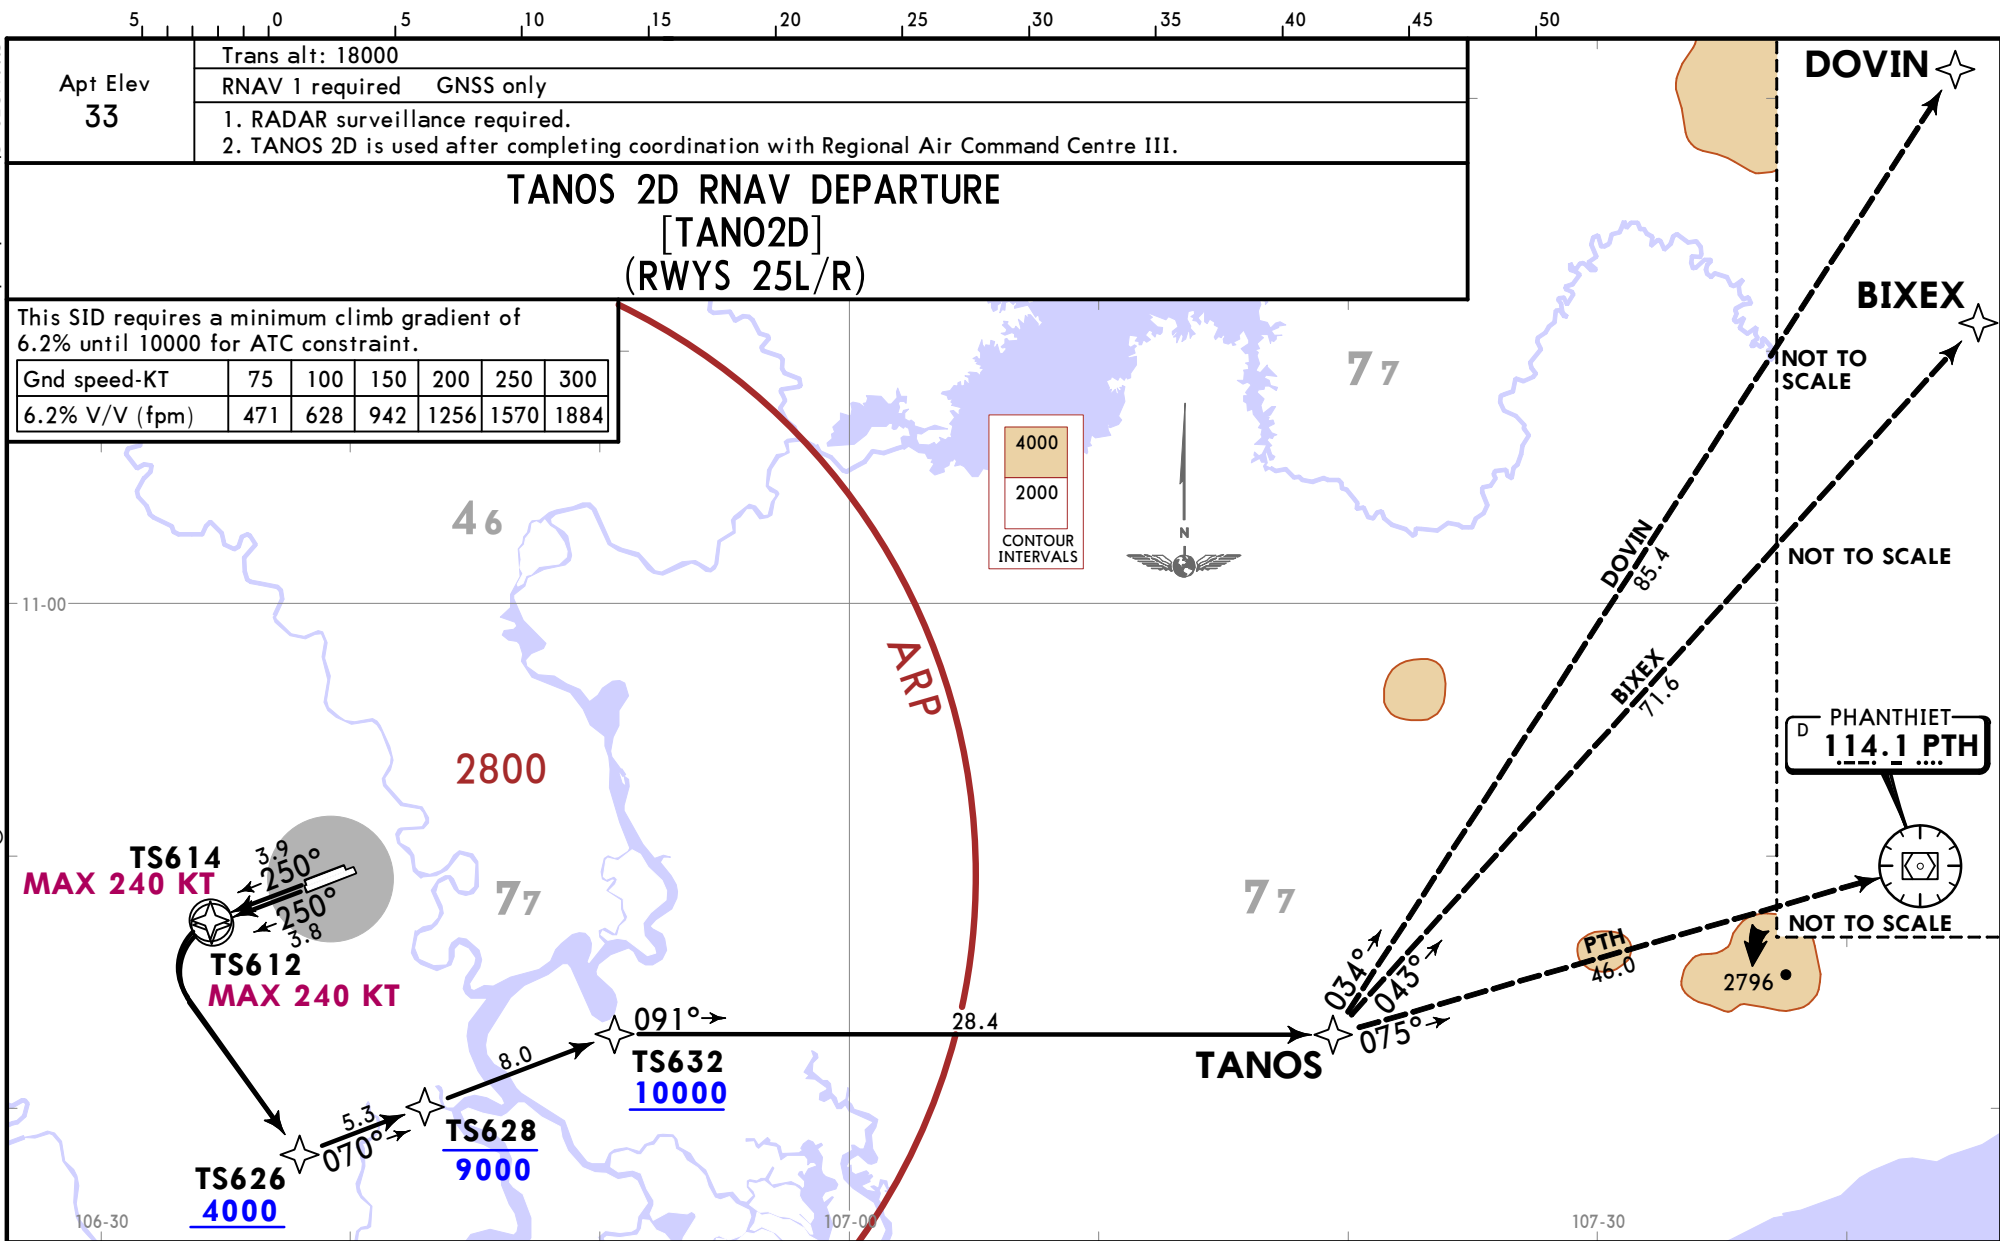 5 0 5 10 15 20 25 30 35 40 45 50
Apt Elev
33
Trans alt: 18000
RNAV 1 required GNSS only
1. RADAR surveillance required.
2. TANOS 2D is used after completing coordination with Regional Air Command Centre III.
TANOS 2D RNAV DEPARTURE
[TANO2D]
(RWYS 25L/R)
This SID requires a minimum climb gradient of
6.2% until 10000 for ATC constraint.
Gnd speed-KT 75 100 150 200 250 300
6.2% V/V (fpm) 471 628 942 1256 1570 1884
DOVIN
BIXEX
NOT TO
SCALE
77
4000
2000
CONTOUR
INTERVALS
N
46
DOVIN
85.4
NOT TO SCALE
11-00
ARP
BIXEX
71.6
PHANTHIET
D 114.1 PTH
2800
TS614
MAX 240 KT
3.9
250°
250°
3.8
77
77
NOT TO SCALE
TS612
MAX 240 KT
PTH
46.0
2796
034°
043°
075°
091°
28.4
TANOS
TS632
10000
8.0
5.3
070°
TS628
9000
TS626
4000
106-30
107-00
107-30